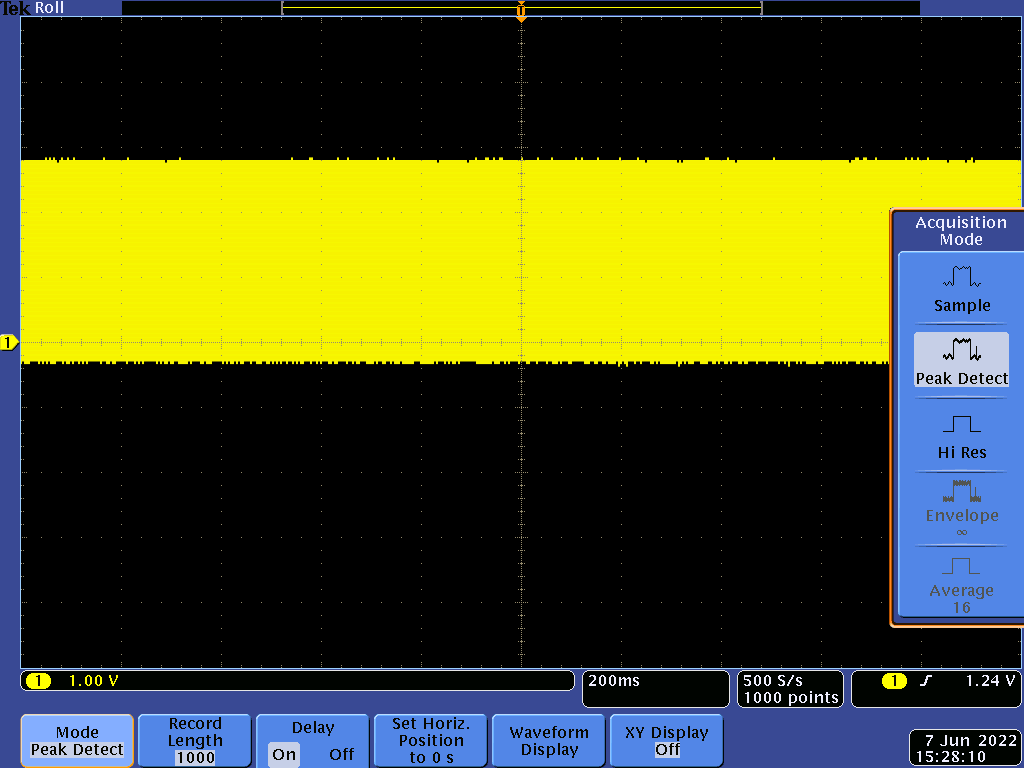 Tek Roll
T
1
Acquisition
Mode
Sample
Peak Detect
Hi Res
Envelope
∞
Average
16
1 1.00 V
200ms
500 S/s
1000 points
1 1.24 V
Mode
Peak Detect
Record
Length
1000
Delay
On Off
Set Horiz.
Position
to 0 s
Waveform
Display
XY Display
Off
7 Jun 2022
15:28:10